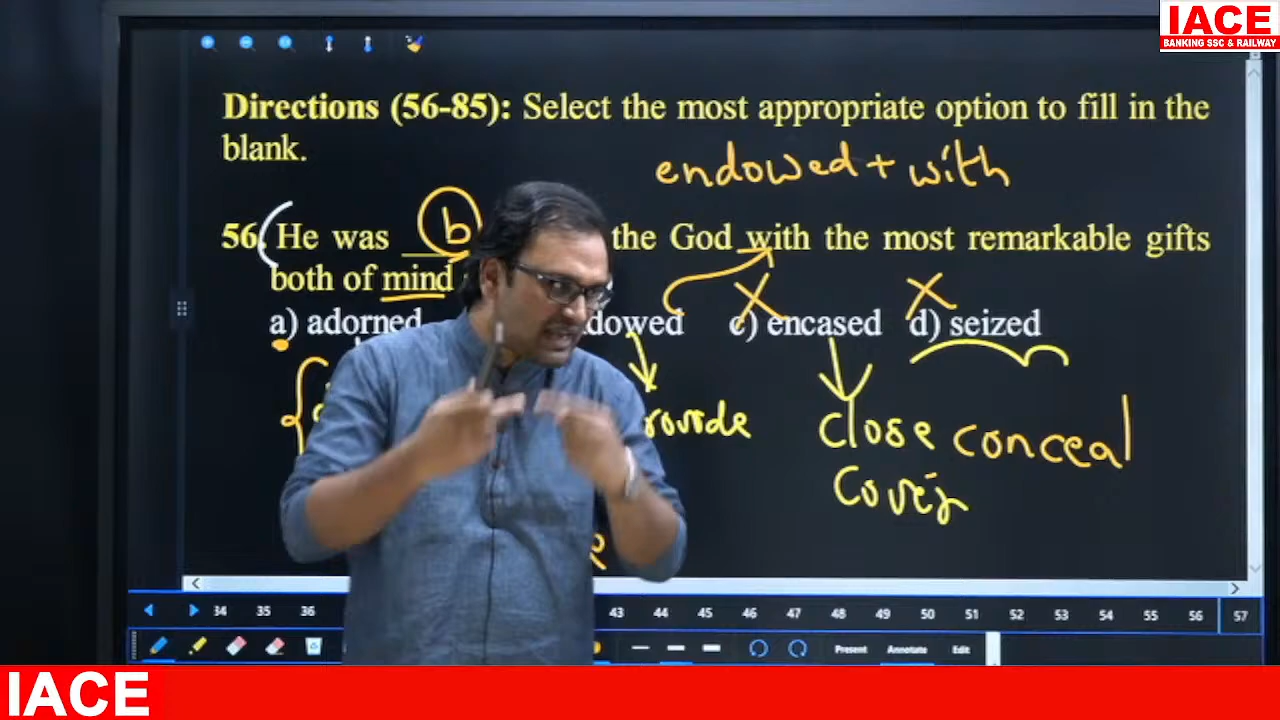 IACE
BANKING SSC & RAILWAY
Directions (56-85): Select the most appropriate option to fill in the
blank.
endowed + with
56. He was b the God with the most remarkable gifts
both of mind
a) adorned dowed c) encased d) seized
close conceal
cover
34 35 36 43 44 45 46 47 48 49 50 51 52 53 54 55 56 57
Present Annotate Edit
IACE